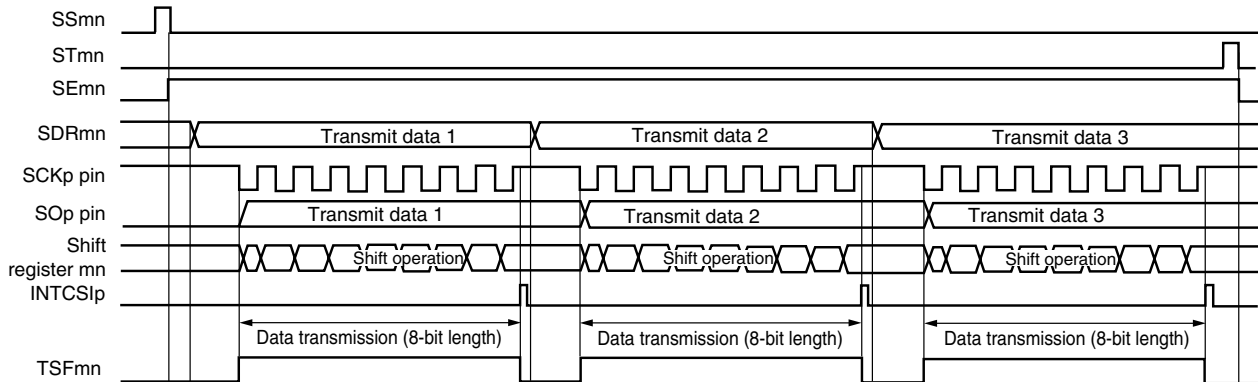 SSmn
STmn
SEmn
SDRmn Transmit data 1 Transmit data 2 Transmit data 3
SCKp pin
SOp pin Transmit data 1 Transmit data 2 Transmit data 3
Shift
register mn Shift operation Shift operation Shift operation
INTCSIp
Data transmission (8-bit length) Data transmission (8-bit length) Data transmission (8-bit length)
TSFmn